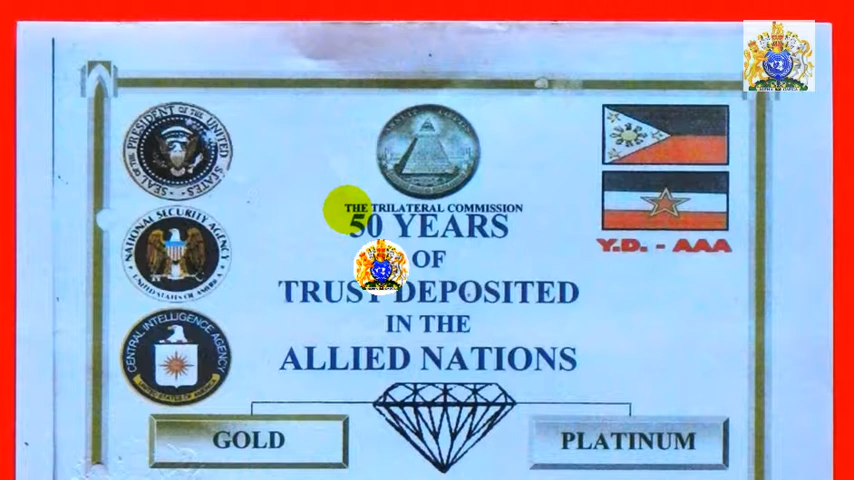 SEAL OF THE PRESIDENT OF THE UNITED STATES
NATIONAL SECURITY AGENCY
UNITED STATES OF AMERICA
CENTRAL INTELLIGENCE AGENCY
UNITED STATES OF AMERICA
THE TRILATERAL COMMISSION
50 YEARS
OF
TRUST DEPOSITED
IN THE
ALLIED NATIONS
Y.D. - AAA
GOLD
PLATINUM